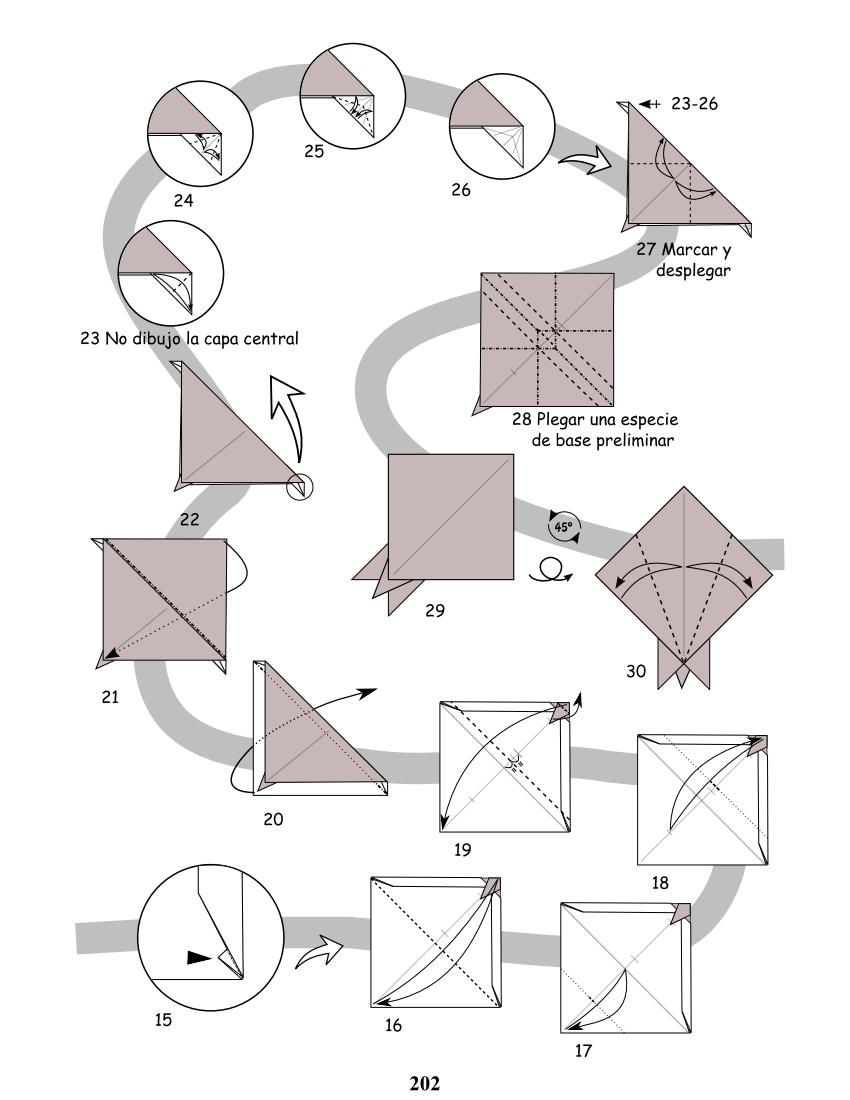 25
24
26
23-26
27 Marcar y
desplegar
23 No dibujo la capa central
28 Plegar una especie
de base preliminar
22
45º
29
30
21
20
19
18
15
16
17
202